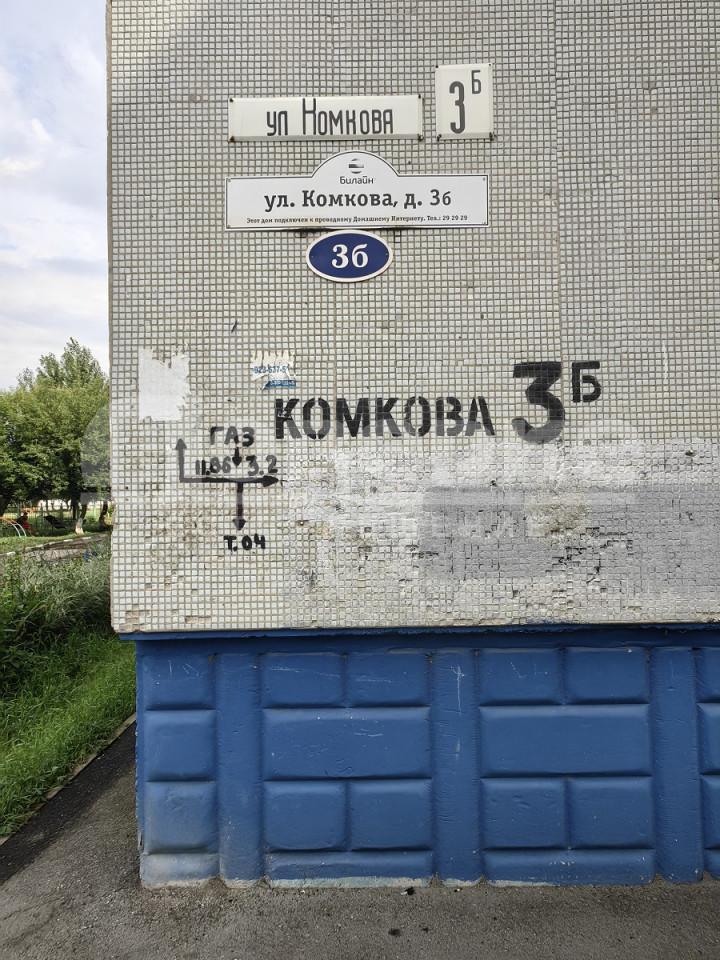 ул Комкова
3Б
Билайн
ул. Комкова, д. 3б
Этот дом подключен к проводному Домашнему Интернету. Тел.: 29 29 29
3б
КОМКОВА 3Б
ГАЗ
11.86 3.2
Т.04